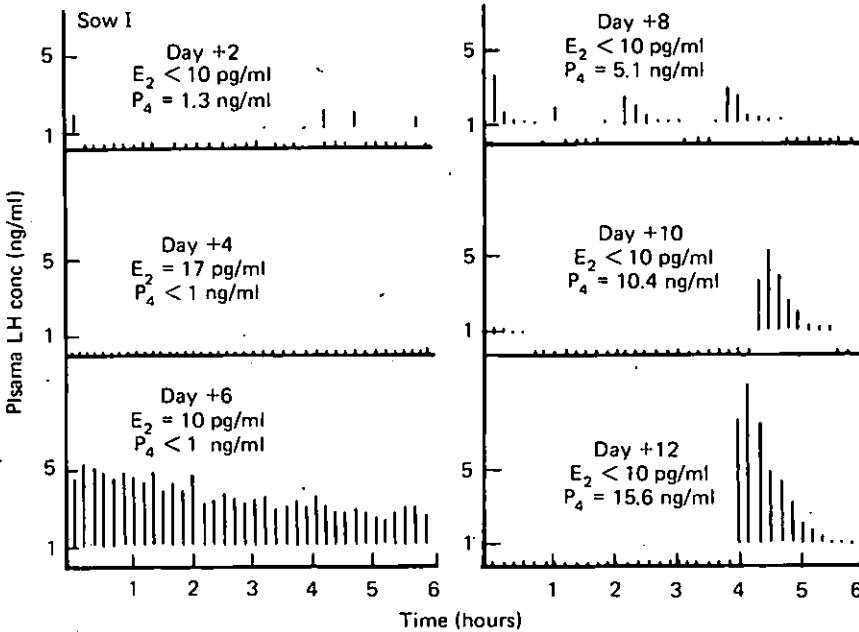 Sow I
Day +2
E2 < 10 pg/ml
P4 = 1.3 ng/ml
5
1
Day +4
E2 = 17 pg/ml
P4 < 1 ng/ml
5
1
Day +6
E2 = 10 pg/ml
P4 < 1 ng/ml
5
1
1 2 3 4 5 6
Day +8
E2 < 10 pg/ml
P4 = 5.1 ng/ml
5
1
Day +10
E2 < 10 pg/ml
P4 = 10.4 ng/ml
5
1
Day +12
E2 < 10 pg/ml
P4 = 15.6 ng/ml
5
1
1 2 3 4 5 6
Plsama LH conc (ng/ml)
Time (hours)